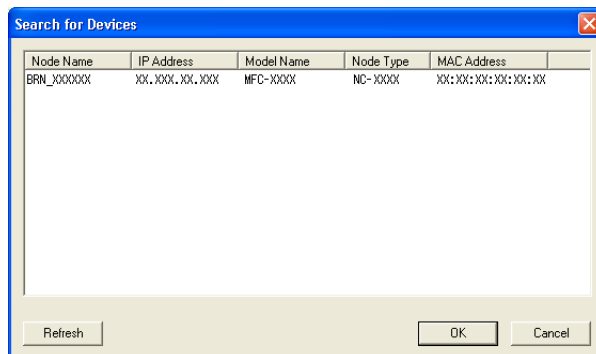 Search for Devices
Node Name IP Address Model Name Node Type MAC Address
BRN_XXXXXX XX.XXX.XX.XXX MFC-XXXX NC-XXXX XX:XX:XX:XX:XX:XX
Refresh OK Cancel